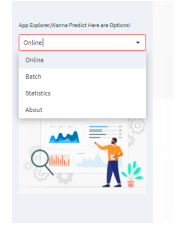 App Explorer,Wanna Predict Here are Options!
Online
Online
Batch
Statistics
About